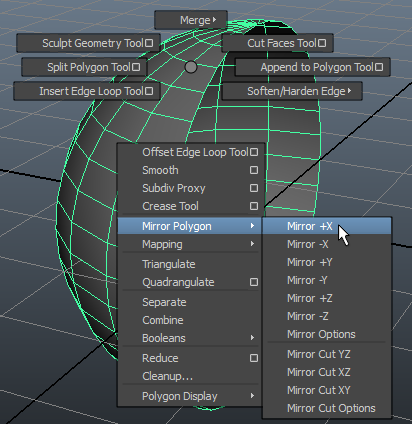 Merge
Sculpt Geometry Tool
Cut Faces Tool
Split Polygon Tool
Append to Polygon Tool
Insert Edge Loop Tool
Soften/Harden Edge
Offset Edge Loop Tool
Smooth
Subdiv Proxy
Crease Tool
Mirror Polygon
Mapping
Triangulate
Quadrangulate
Separate
Combine
Booleans
Reduce
Cleanup...
Polygon Display
Mirror +X
Mirror -X
Mirror +Y
Mirror -Y
Mirror +Z
Mirror -Z
Mirror Options
Mirror Cut YZ
Mirror Cut XZ
Mirror Cut XY
Mirror Cut Options